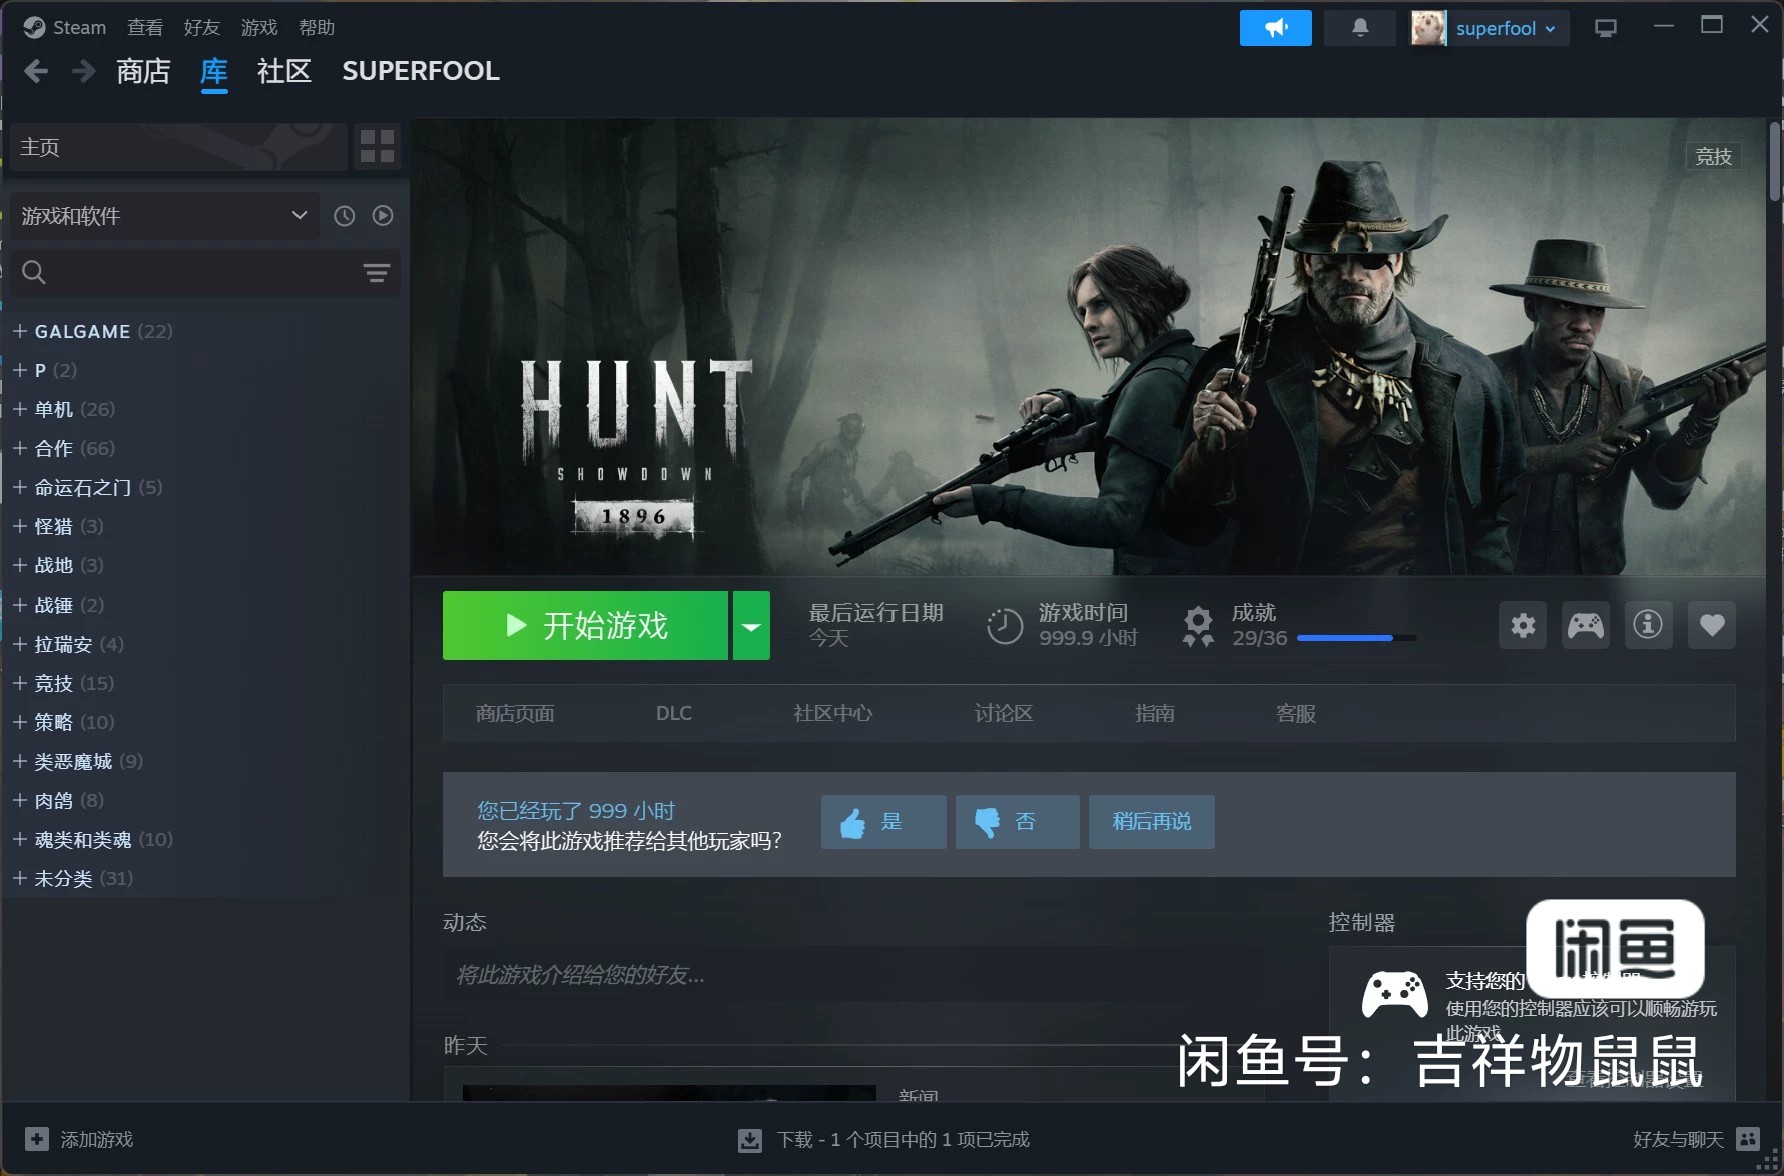 Steam 查看 好友 游戏 帮助
superfool
商店 库 社区 SUPERFOOL
主页
游戏和软件
GALGAME (22)
P (2)
单机 (26)
合作 (66)
命运石之门 (5)
怪猎 (3)
战地 (3)
战锤 (2)
拉瑞安 (4)
竞技 (15)
策略 (10)
类恶魔城 (9)
肉鸽 (8)
魂类和类魂 (10)
未分类 (31)
竞技
HUNT
SHOWDOWN
1896
开始游戏
最后运行日期
今天
游戏时间
999.9 小时
成就
29/36
商店页面 DLC 社区中心 讨论区 指南 客服
您已经玩了 999 小时
您会将此游戏推荐给其他玩家吗?
是 否 稍后再说
动态
将此游戏介绍给您的好友...
昨天
新闻
控制器
支持您的
使用您的控制器应该可以顺畅游玩
此游戏
闲鱼
闲鱼号：吉祥物鼠鼠
添加游戏
下载 - 1 个项目中的 1 项已完成
好友与聊天